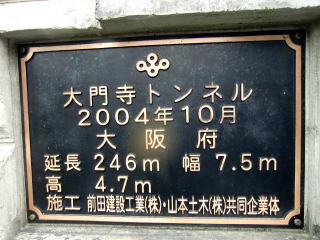 大門寺トンネル
2004年10月
大阪府
延長 246m 幅 7.5m
高 4.7m
施工 前田建設工業(株)・山本土木(株)共同企業体